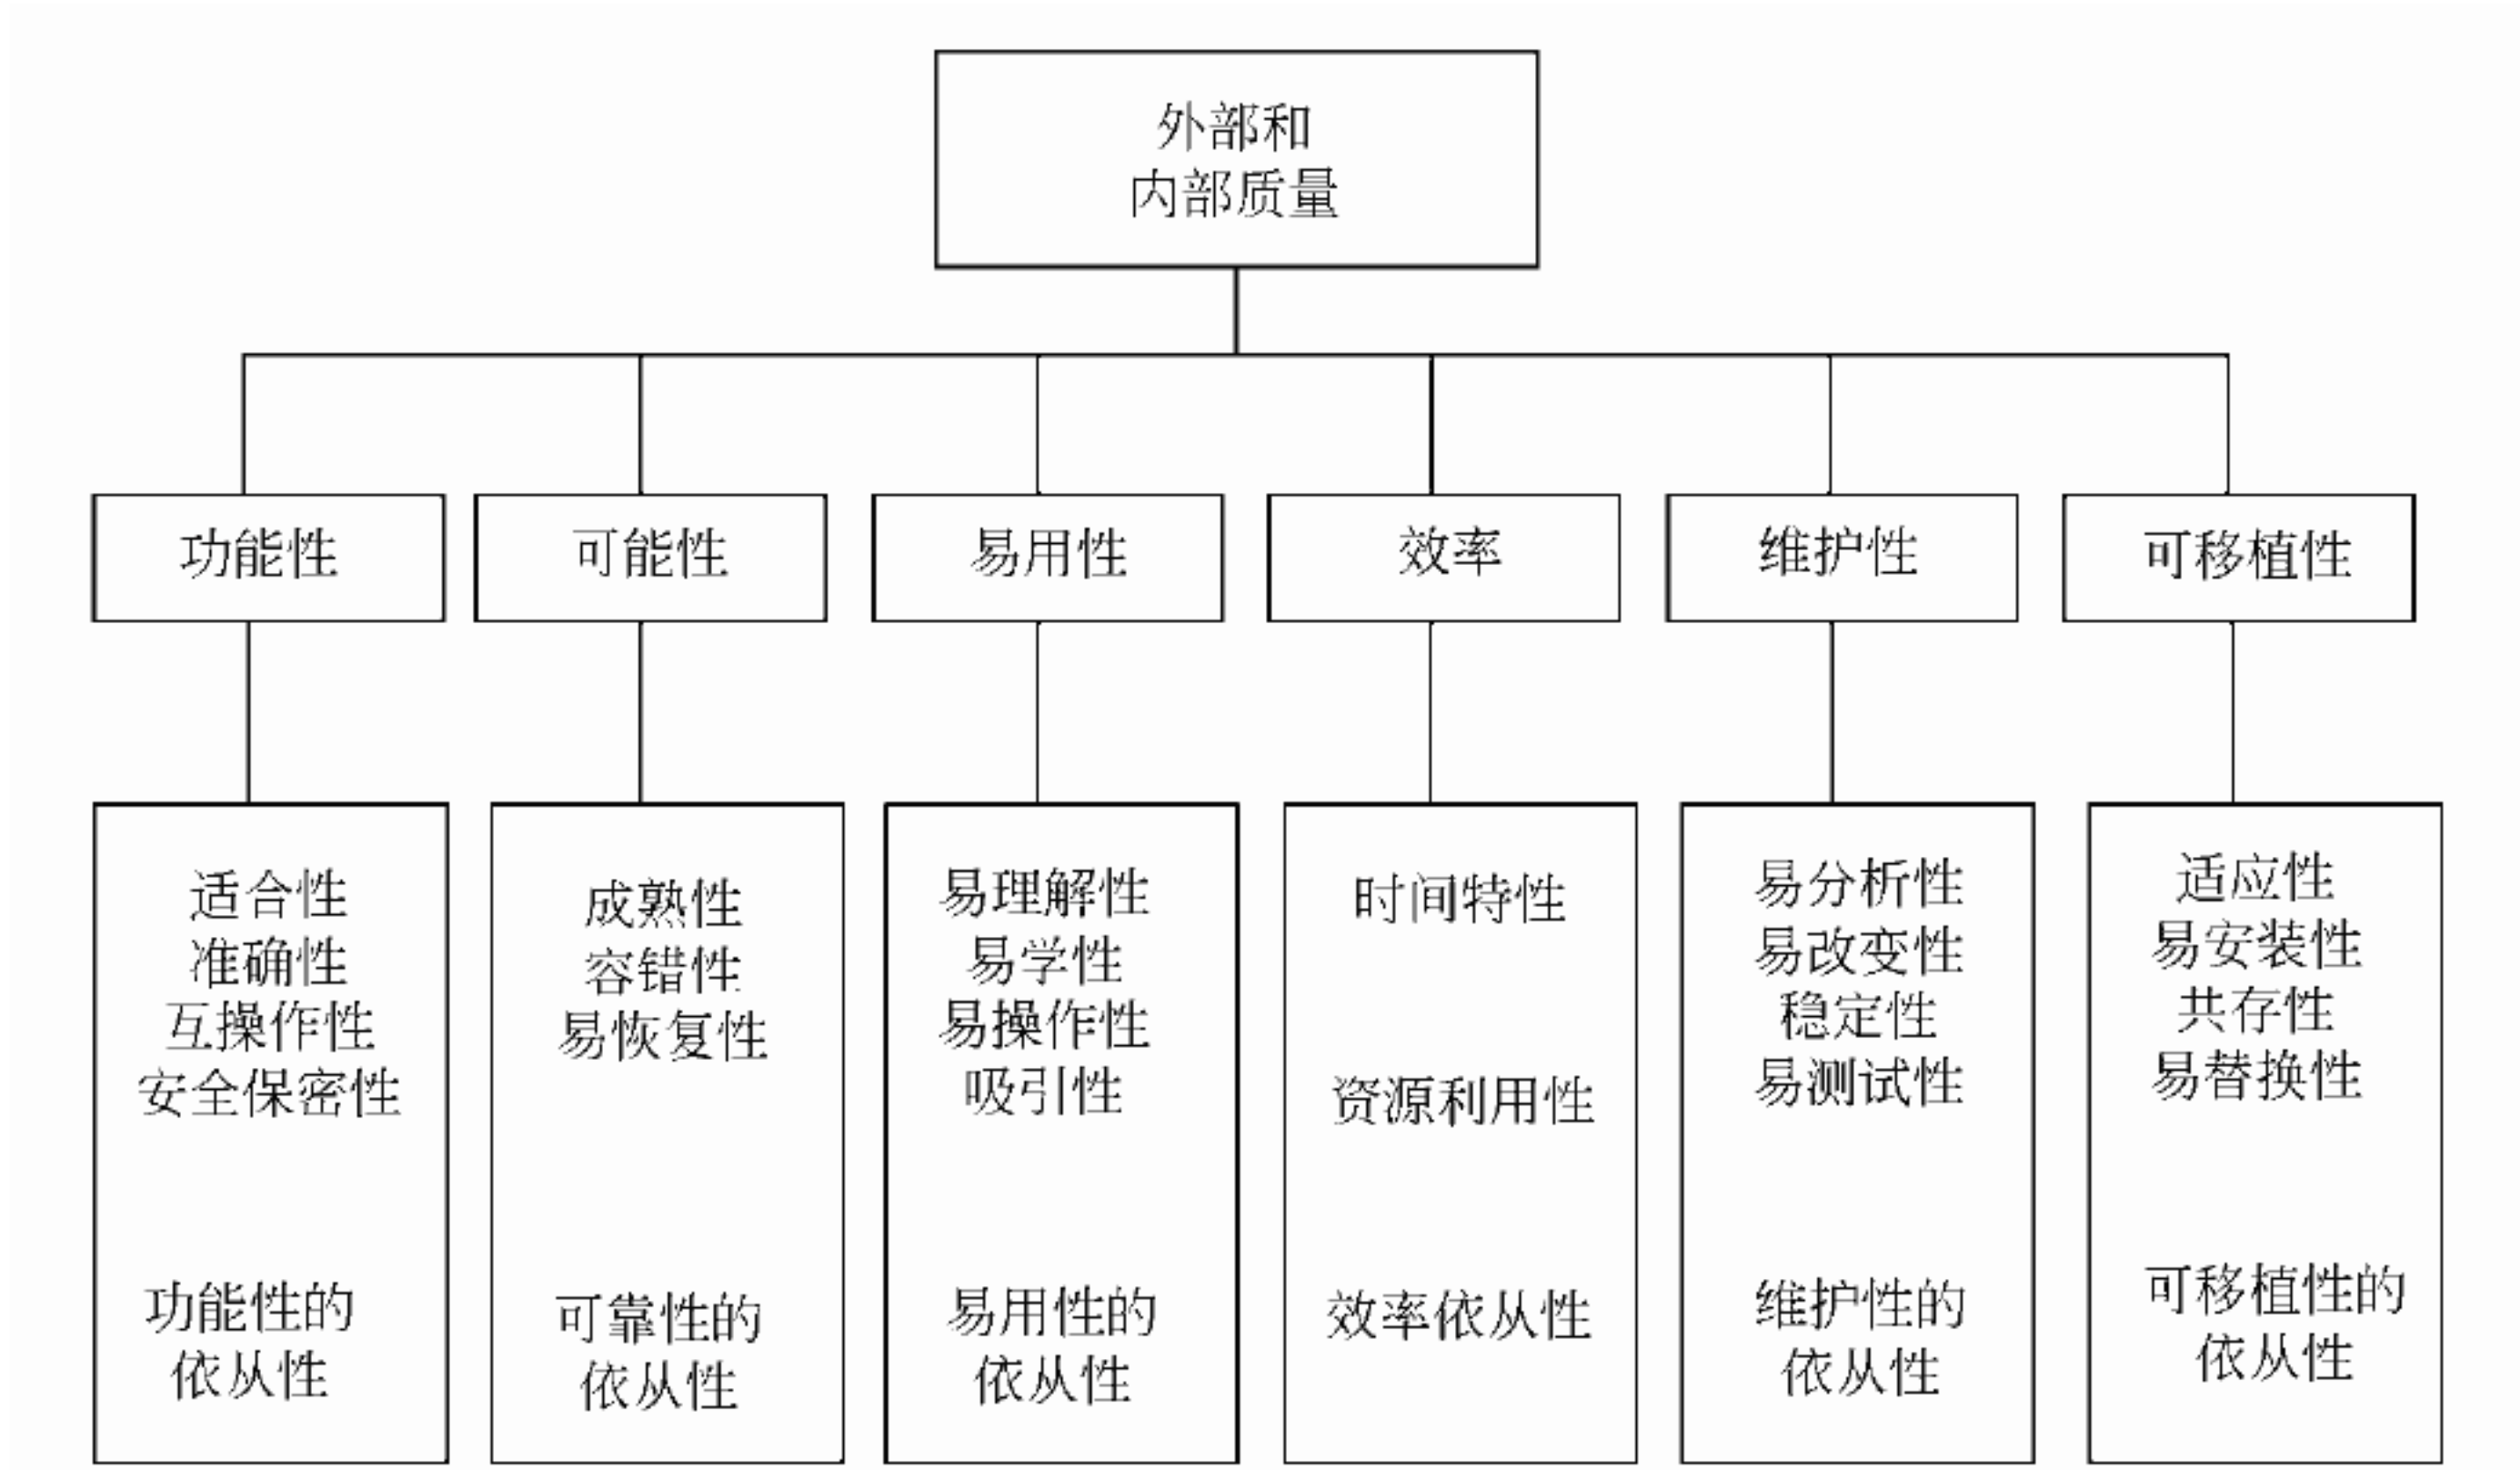 外部和
内部质量
功能性
可能性
易用性
效率
维护性
可移植性
适合性
准确性
互操作性
安全保密性
功能性的
依从性
成熟性
容错性
易恢复性
可靠性的
依从性
易理解性
易学性
易操作性
吸引性
易用性的
依从性
时间特性
资源利用性
效率依从性
易分析性
易改变性
稳定性
易测试性
维护性的
依从性
适应性
易安装性
共存性
易替换性
可移植性的
依从性